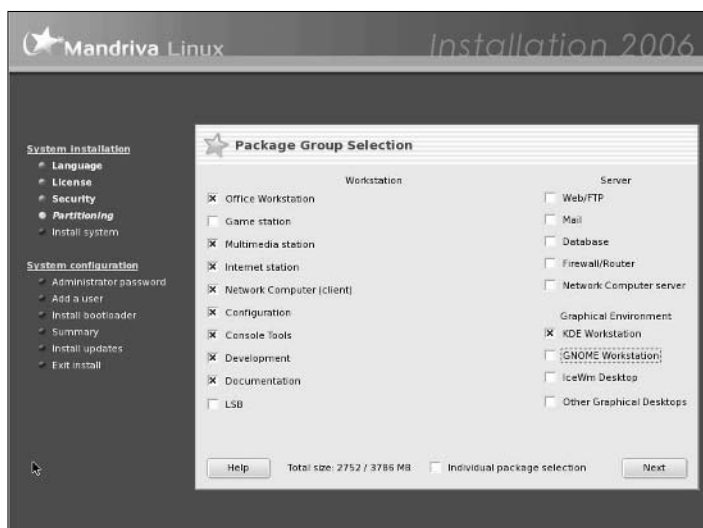 Mandriva Linux
Installation 2006
System installation
Language
License
Security
Partitioning
Install system
System configuration
Administrator password
Add a user
Install bootloader
Summary
Install updates
Exit install
Package Group Selection
Workstation
Office Workstation
Game station
Multimedia station
Internet station
Network Computer (client)
Configuration
Console Tools
Development
Documentation
LSB
Server
Web/FTP
Mail
Database
Firewall/Router
Network Computer server
Graphical Environment
KDE Workstation
GNOME Workstation
IceWm Desktop
Other Graphical Desktops
Help
Total size: 2752 / 3786 MB
Individual package selection
Next